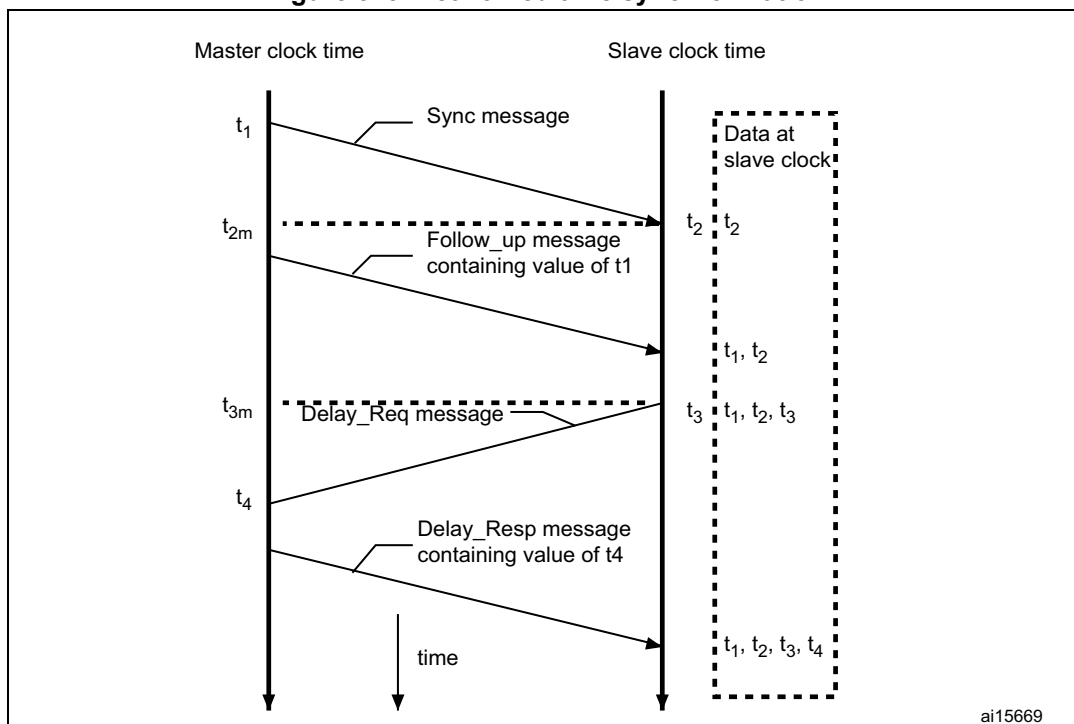 Master clock time
Slave clock time
t1
Sync message
Data at
slave clock
t2m
t2
t2
Follow_up message
containing value of t1
t1, t2
t3m
Delay_Req message
t3
t1, t2, t3
t4
Delay_Resp message
containing value of t4
t1, t2, t3, t4
time
ai15669